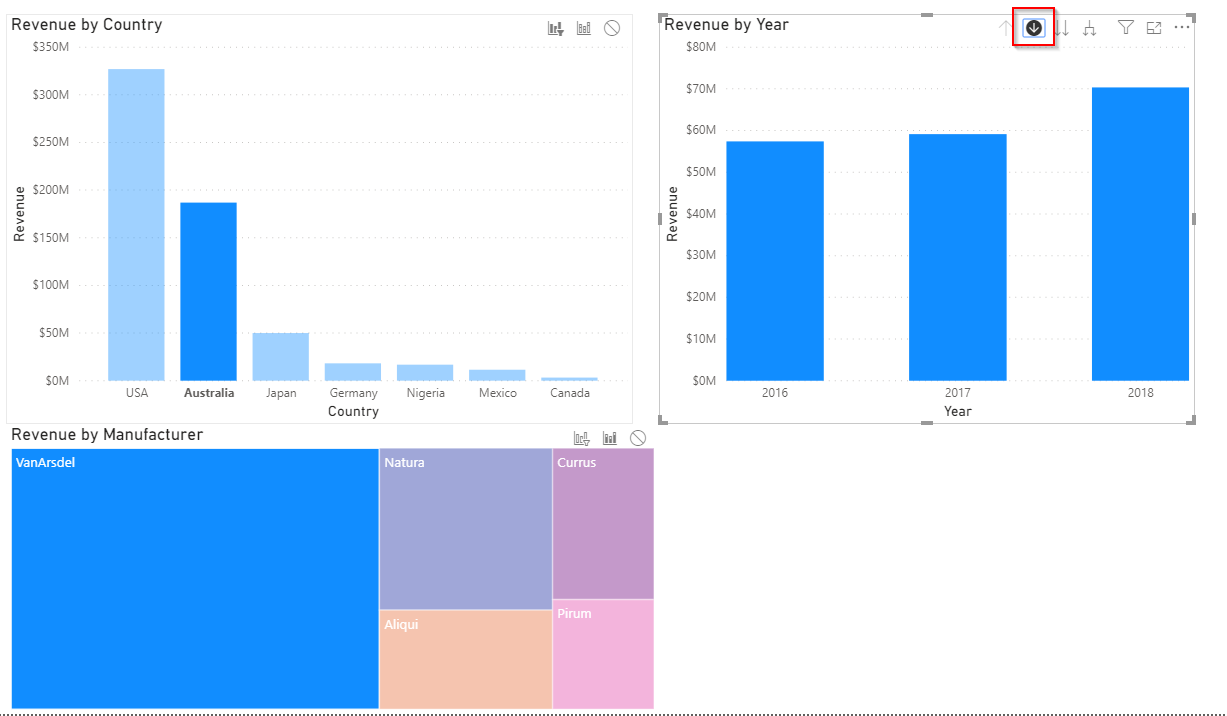 Revenue by Country
$350M
$300M
$250M
$200M
$150M
$100M
$50M
$0M
Revenue
USA Australia Japan Germany Nigeria Mexico Canada
Country
Revenue by Year
$80M
$70M
$60M
$50M
$40M
$30M
$20M
$10M
$0M
Revenue
2016 2017 2018
Year
Revenue by Manufacturer
VanArsdel
Natura
Currus
Aliqui
Pirum